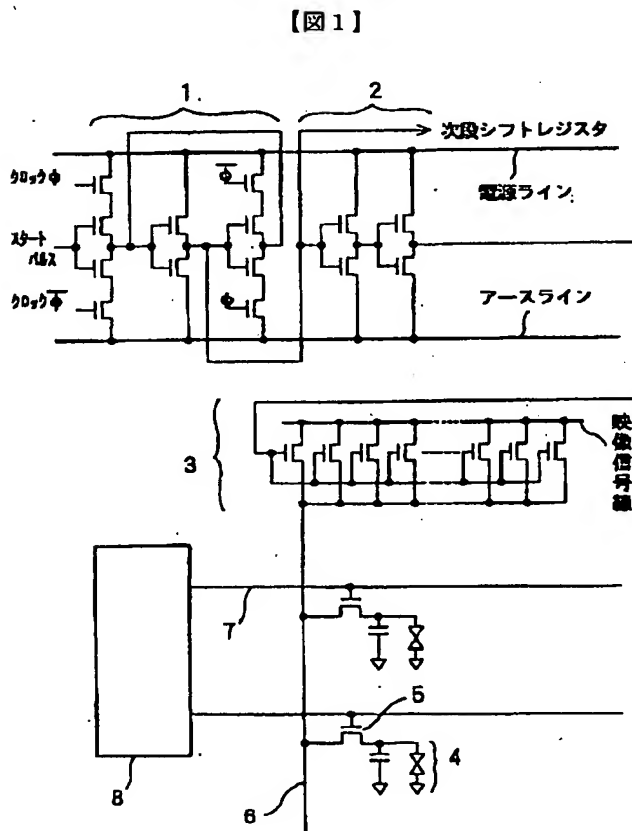 【図1】
1
2
次段シフトレジスタ
クロックΦ
Φ̅
電源ライン
スタート
パルス
クロックΦ̅
Φ
アースライン
3
映像信号線
7
5
4
8
6